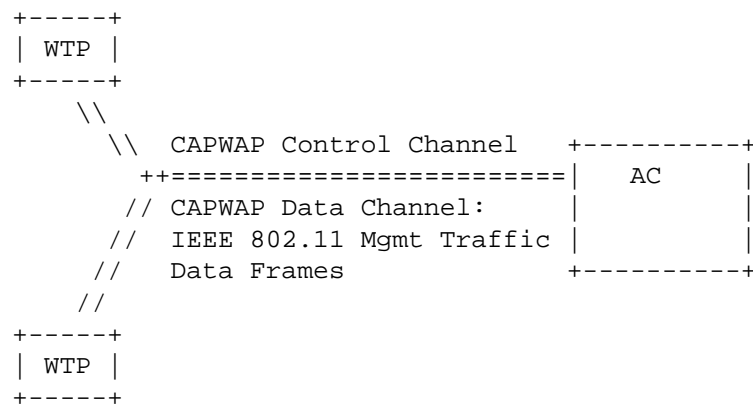 WTP
CAPWAP Control Channel
AC
CAPWAP Data Channel:
IEEE 802.11 Mgmt Traffic
Data Frames
WTP